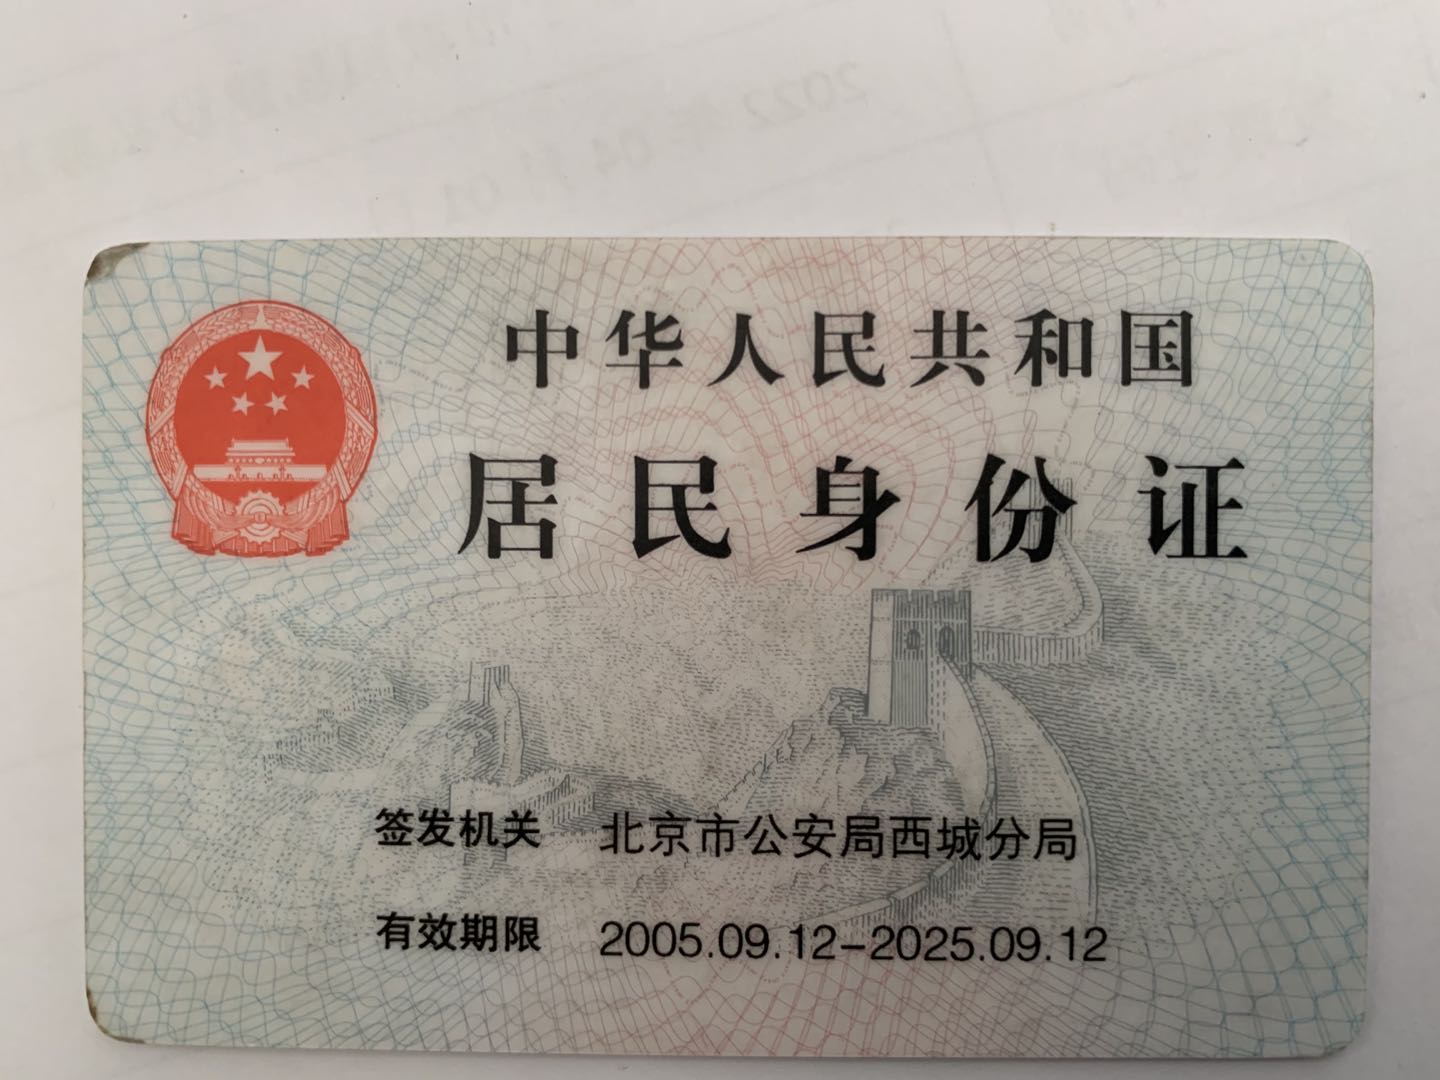 中华人民共和国
居民身份证
签发机关 北京市公安局西城分局
有效期限 2005.09.12-2025.09.12